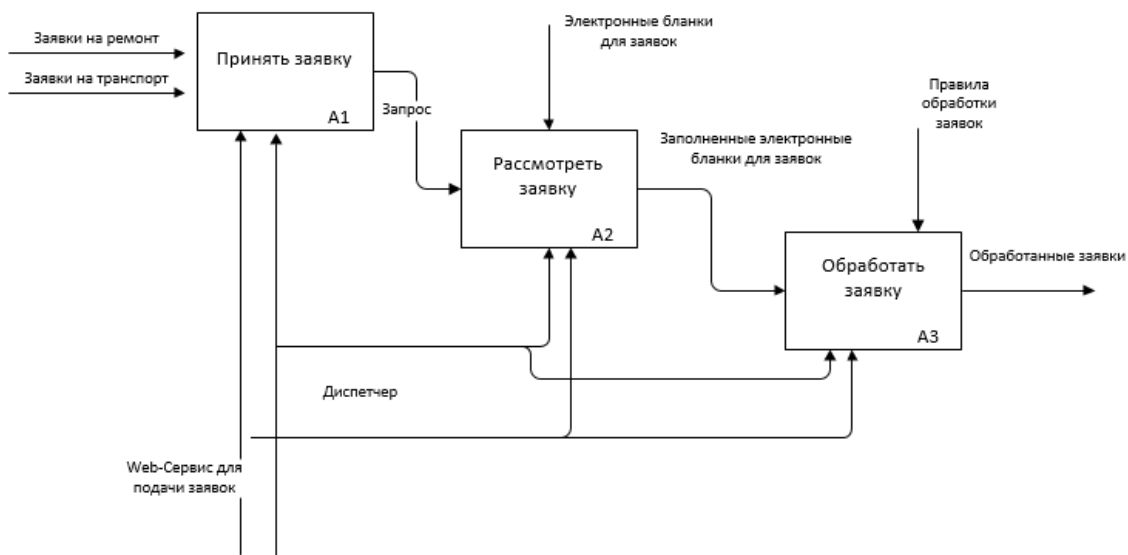 Заявки на ремонт
Заявки на транспорт
Принять заявку
A1
Запрос
Электронные бланки
для заявок
Рассмотреть
заявку
A2
Заполненные электронные
бланки для заявок
Правила
обработки
заявок
Обработать
заявку
A3
Обработанные заявки
Диспетчер
Web-Сервис для
подачи заявок